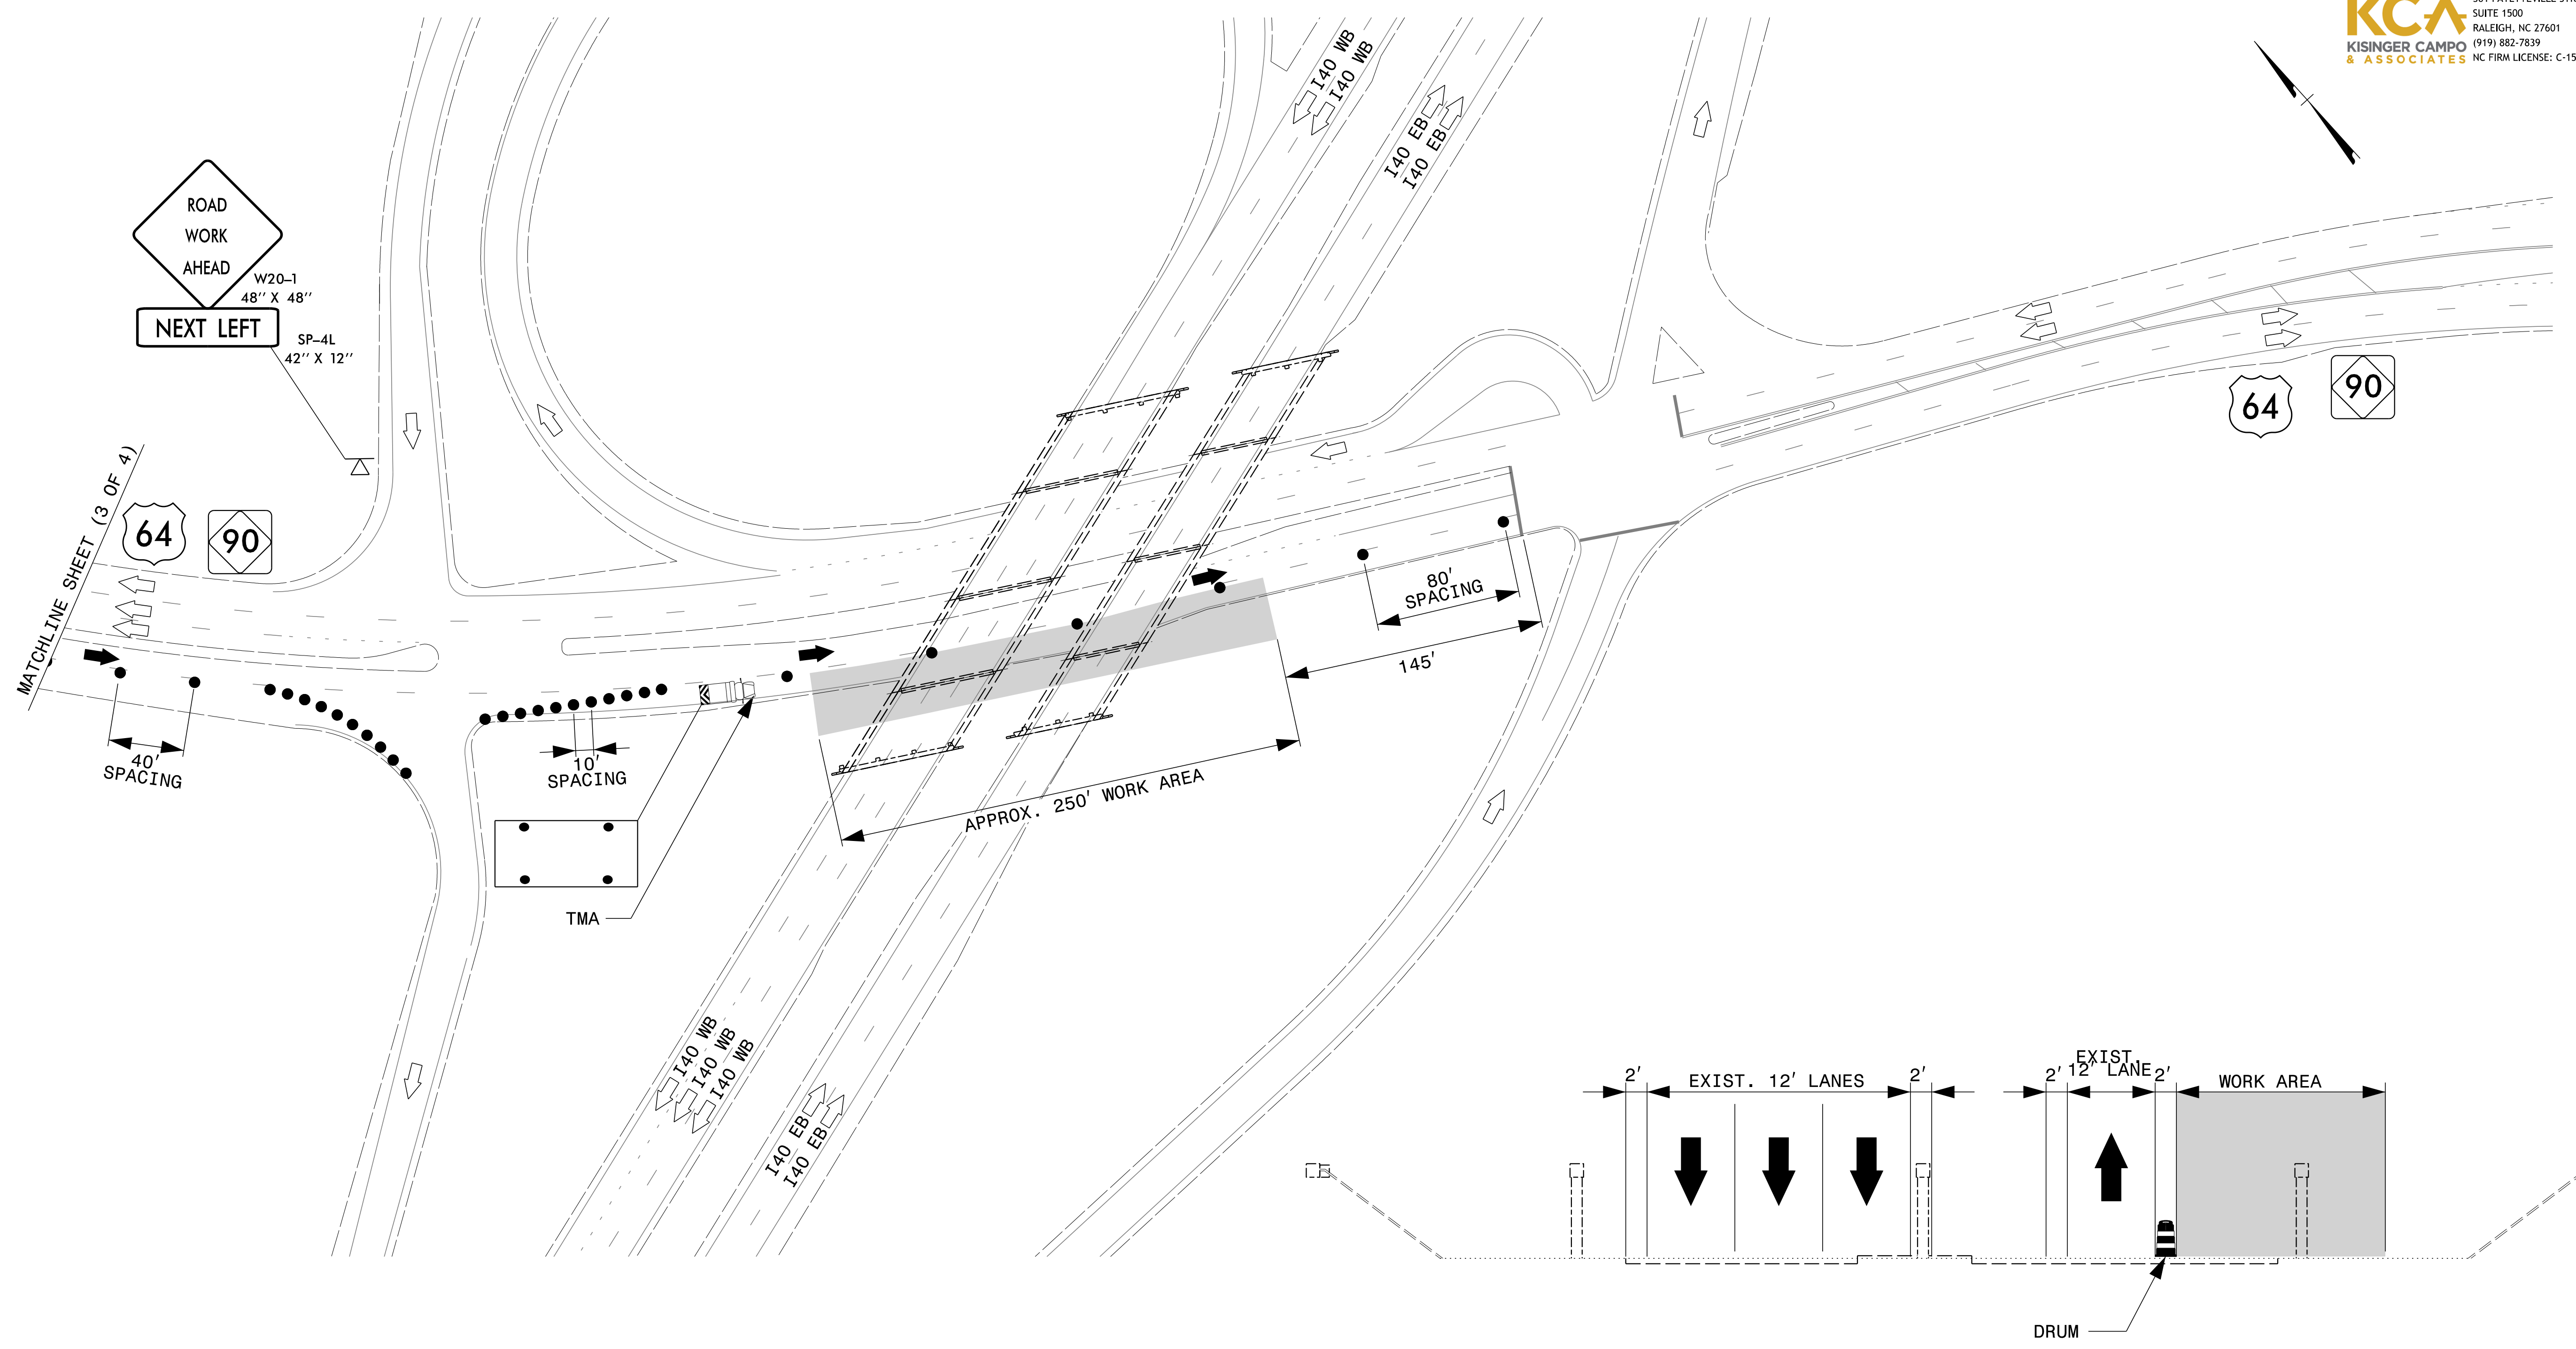 KCA
KISINGER CAMPO
& ASSOCIATES
SUITE 1500
RALEIGH, NC 27601
(919) 882-7839
NC FIRM LICENSE: C-15
I40 WB
I40 WB
I40 EB
I40 EB
ROAD
WORK
AHEAD
W20-1
48'' X 48''
NEXT LEFT
SP-4L
42'' X 12''
MATCHLINE SHEET (3 OF 4)
64
90
64
90
80'
SPACING
145'
40'
SPACING
10'
SPACING
APPROX. 250' WORK AREA
TMA
I40 WB
I40 WB
I40 WB
I40 EB
I40 EB
2'
EXIST. 12' LANES
2'
2'
EXIST.
12' LANE
2'
WORK AREA
DRUM